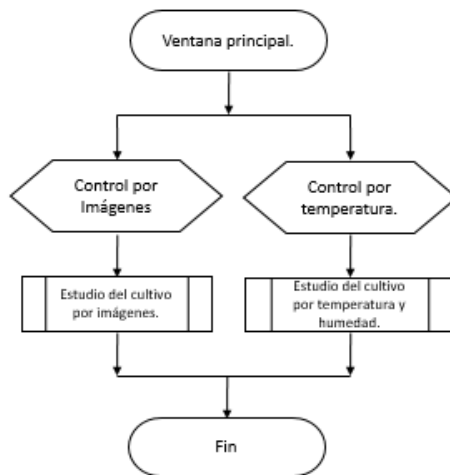 Ventana principal.
Control por
Imágenes
Control por
temperatura.
Estudio del cultivo
por imágenes.
Estudio del cultivo
por temperatura y
humedad.
Fin